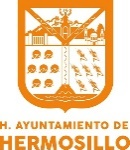 H. AYUNTAMIENTO DE
HERMOSILLO